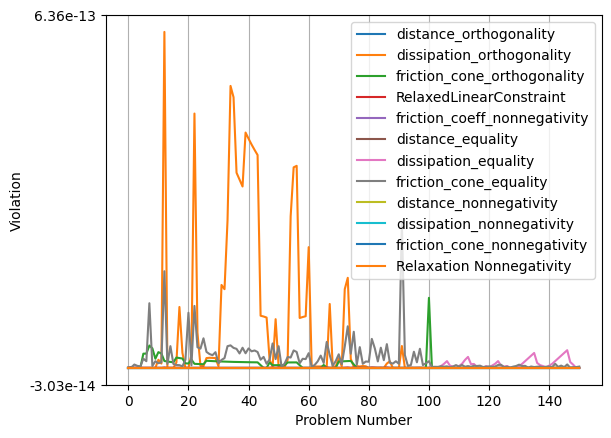 6.36e-13
distance_orthogonality
dissipation_orthogonality
friction_cone_orthogonality
RelaxedLinearConstraint
friction_coeff_nonnegativity
distance_equality
dissipation_equality
friction_cone_equality
distance_nonnegativity
dissipation_nonnegativity
friction_cone_nonnegativity
Relaxation Nonnegativity
Violation
-3.03e-14
0 20 40 60 80 100 120 140
Problem Number